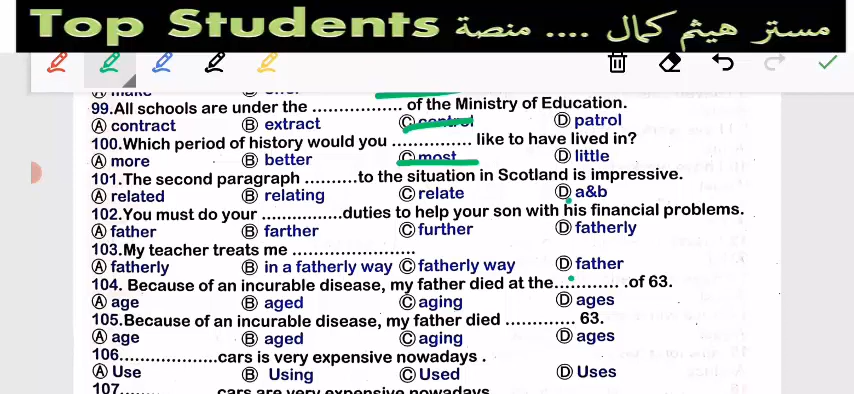 Top Students مستر هيثم كمال .... منصة
99.All schools are under the ................. of the Ministry of Education.
Ⓐ contract Ⓑ extract Ⓒ control Ⓓ patrol
100.Which period of history would you ............... like to have lived in?
Ⓐ more Ⓑ better Ⓒ most Ⓓ little
101.The second paragraph ..........to the situation in Scotland is impressive.
Ⓐ related Ⓑ relating Ⓒ relate Ⓓ a&b
102.You must do your ................duties to help your son with his financial problems.
Ⓐ father Ⓑ farther Ⓒ further Ⓓ fatherly
103.My teacher treats me ........................
Ⓐ fatherly Ⓑ in a fatherly way Ⓒ fatherly way Ⓓ father
104. Because of an incurable disease, my father died at the............. .of 63.
Ⓐ age Ⓑ aged Ⓒ aging Ⓓ ages
105.Because of an incurable disease, my father died ............. 63.
Ⓐ age Ⓑ aged Ⓒ aging Ⓓ ages
106...................cars is very expensive nowadays .
Ⓐ Use Ⓑ Using Ⓒ Used Ⓓ Uses
107........ cars are very expensive nowadays